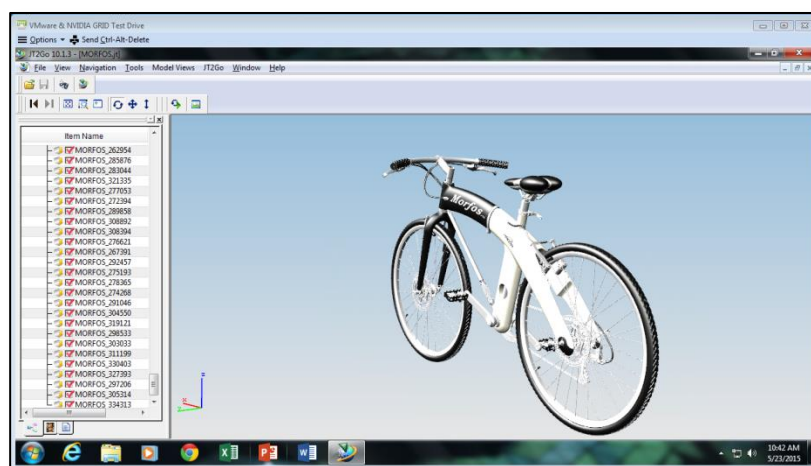 VMware & NVIDIA GRID Test Drive
Options Send Ctrl-Alt-Delete
JT2Go 10.1.3 - [MORFOS.jt]
File View Navigation Tools Model Views JT2Go Window Help
Item Name
MORFOS_262954
MORFOS_285876
MORFOS_283044
MORFOS_321335
MORFOS_277053
MORFOS_272394
MORFOS_289858
MORFOS_308892
MORFOS_308394
MORFOS_276621
MORFOS_267391
MORFOS_292457
MORFOS_275193
MORFOS_278365
MORFOS_274268
MORFOS_291046
MORFOS_304550
MORFOS_319121
MORFOS_298533
MORFOS_303033
MORFOS_311199
MORFOS_330403
MORFOS_327393
MORFOS_297206
MORFOS_305314
MORFOS_334313
Morfos
10:42 AM
5/23/2015